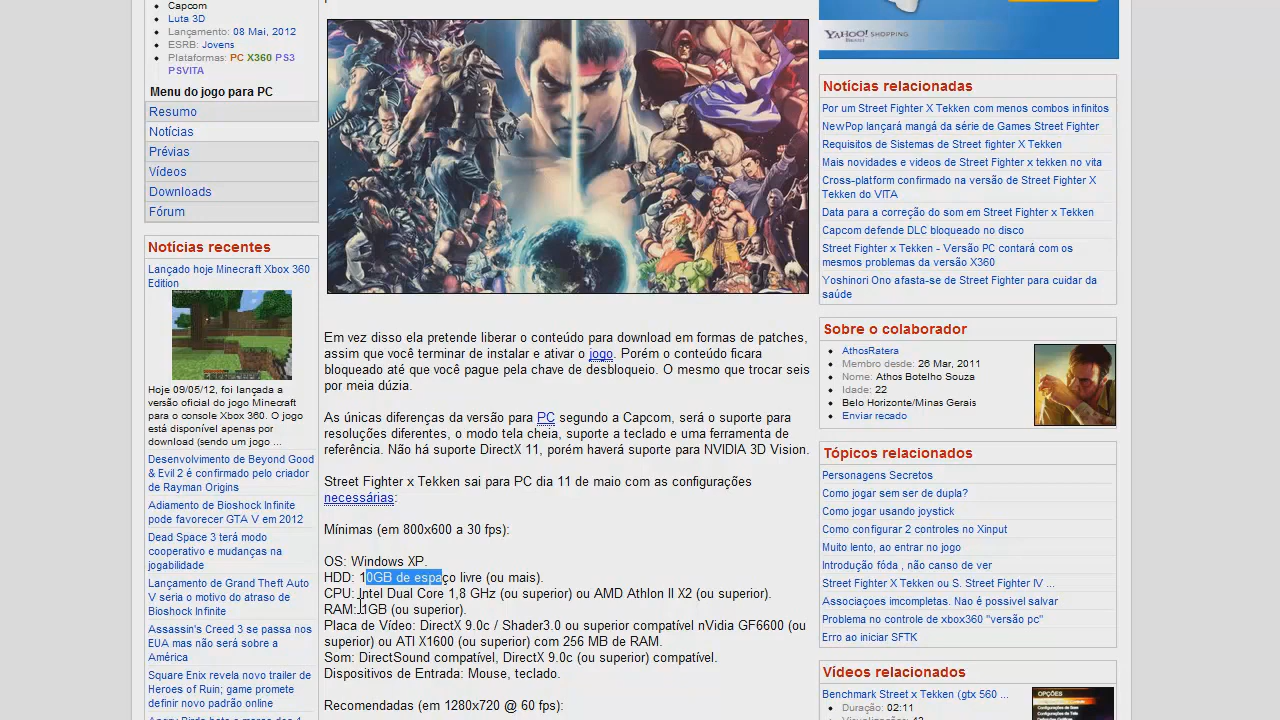 Capcom
Luta 3D
Lançamento: 08 Mai, 2012
ESRB: Jovens
Plataformas: PC X360 PS3
PSVITA
Menu do jogo para PC
Resumo
Notícias
Prévias
Vídeos
Downloads
Fórum
Notícias recentes
Lançado hoje Minecraft Xbox 360
Edition
Hoje 09/05/12, foi lançada a
versão oficial do jogo Minecraft
para o console Xbox 360. O jogo
está disponível apenas por
download (sendo um jogo ...
Desenvolvimento de Beyond Good
& Evil 2 é confirmado pelo criador
de Rayman Origins
Adiamento de Bioshock Infinite
pode favorecer GTA V em 2012
Dead Space 3 terá modo
cooperativo e mudanças na
jogabilidade
Lançamento de Grand Theft Auto
V seria o motivo do atraso de
Bioshock Infinite
Assassin's Creed 3 se passa nos
EUA mas não será sobre a
América
Square Enix revela novo trailer de
Heroes of Ruin; game promete
definir novo padrão online
Em vez disso ela pretende liberar o conteúdo para download em formas de patches,
assim que você terminar de instalar e ativar o jogo. Porém o conteúdo ficara
bloqueado até que você pague pela chave de desbloqueio. O mesmo que trocar seis
por meia dúzia.
As únicas diferenças da versão para PC segundo a Capcom, será o suporte para
resoluções diferentes, o modo tela cheia, suporte a teclado e uma ferramenta de
referência. Não há suporte DirectX 11, porém haverá suporte para NVIDIA 3D Vision.
Street Fighter x Tekken sai para PC dia 11 de maio com as configurações
necessárias:
Mínimas (em 800x600 a 30 fps):
OS: Windows XP.
HDD: 10GB de espaço livre (ou mais).
CPU: Intel Dual Core 1,8 GHz (ou superior) ou AMD Athlon II X2 (ou superior).
RAM: 1GB (ou superior).
Placa de Vídeo: DirectX 9.0c / Shader3.0 ou superior compatível nVidia GF6600 (ou
superior) ou ATI X1600 (ou superior) com 256 MB de RAM.
Som: DirectSound compatível, DirectX 9.0c (ou superior) compatível.
Dispositivos de Entrada: Mouse, teclado.
Recomendadas (em 1280x720 @ 60 fps):
YAHOO! SHOPPING
Notícias relacionadas
Por um Street Fighter X Tekken com menos combos infinitos
NewPop lançará mangá da série de Games Street Fighter
Requisitos de Sistemas de Street fighter X Tekken
Mais novidades e videos de Street Fighter x tekken no vita
Cross-platform confirmado na versão de Street Fighter X
Tekken do VITA
Data para a correção do som em Street Fighter x Tekken
Capcom defende DLC bloqueado no disco
Street Fighter x Tekken - Versão PC contará com os
mesmos problemas da versão X360
Yoshinori Ono afasta-se de Street Fighter para cuidar da
saúde
Sobre o colaborador
AthosRatera
Membro desde: 26 Mar, 2011
Nome: Athos Botelho Souza
Idade: 22
Belo Horizonte/Minas Gerais
Enviar recado
Tópicos relacionados
Personagens Secretos
Como jogar sem ser de dupla?
Como jogar usando joystick
Como configurar 2 controles no Xinput
Muito lento, ao entrar no jogo
Introdução fóda , não canso de ver
Street Fighter X Tekken ou S. Street Fighter IV ...
Associaçoes imcompletas. Nao é possivel salvar
Problema no controle de xbox360 "versão pc"
Erro ao iniciar SFTK
Vídeos relacionados
Benchmark Street x Tekken (gtx 560 ...
Duração: 02:11
OPÇÕES